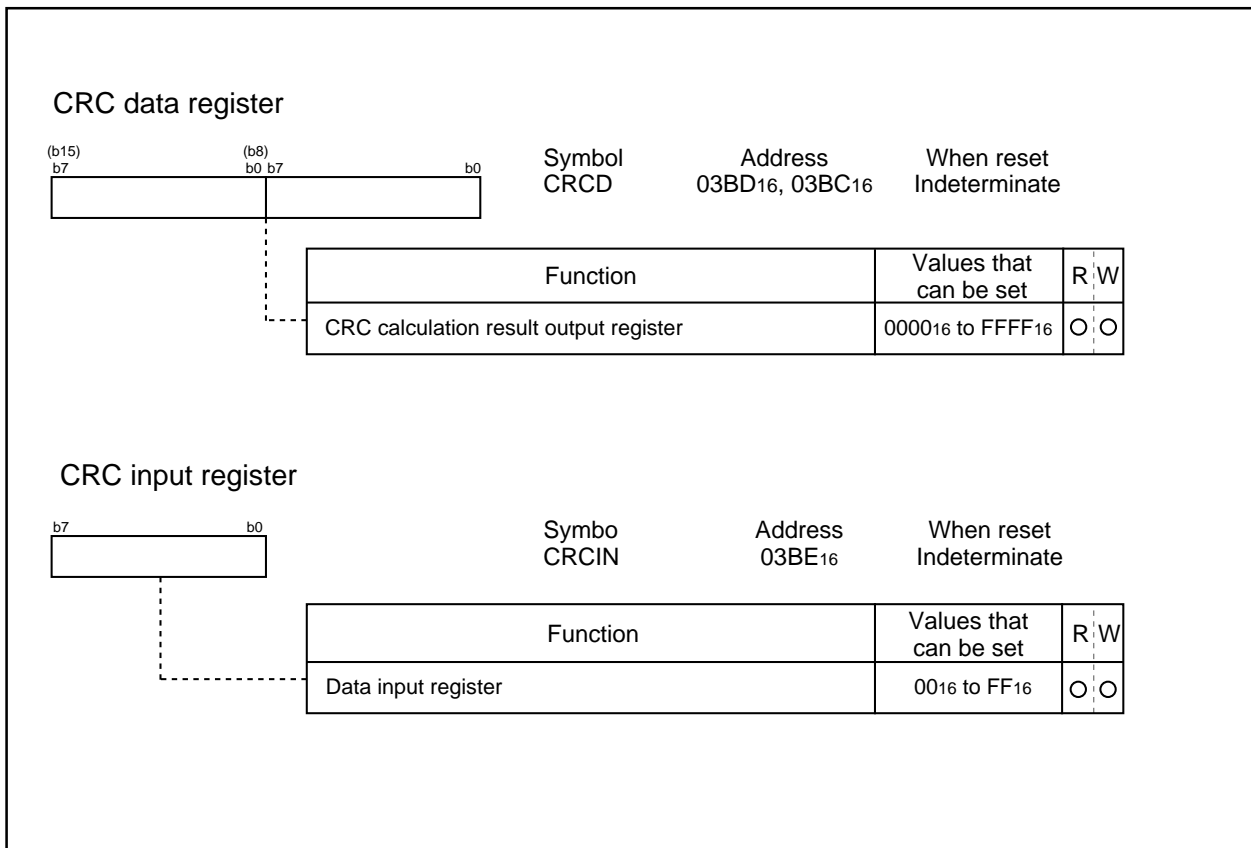 CRC data register
(b15) (b8)
b7 b0 b7 b0
Symbol Address When reset
CRCD 03BD16, 03BC16 Indeterminate
Function Values that can be set R W
CRC calculation result output register 000016 to FFFF16 O O
CRC input register
b7 b0
Symbo Address When reset
CRCIN 03BE16 Indeterminate
Function Values that can be set R W
Data input register 0016 to FF16 O O